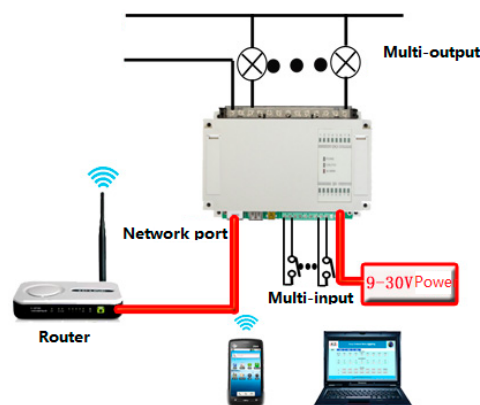 Multi-output
Network port
Multi-input
9-30VPowe
Router